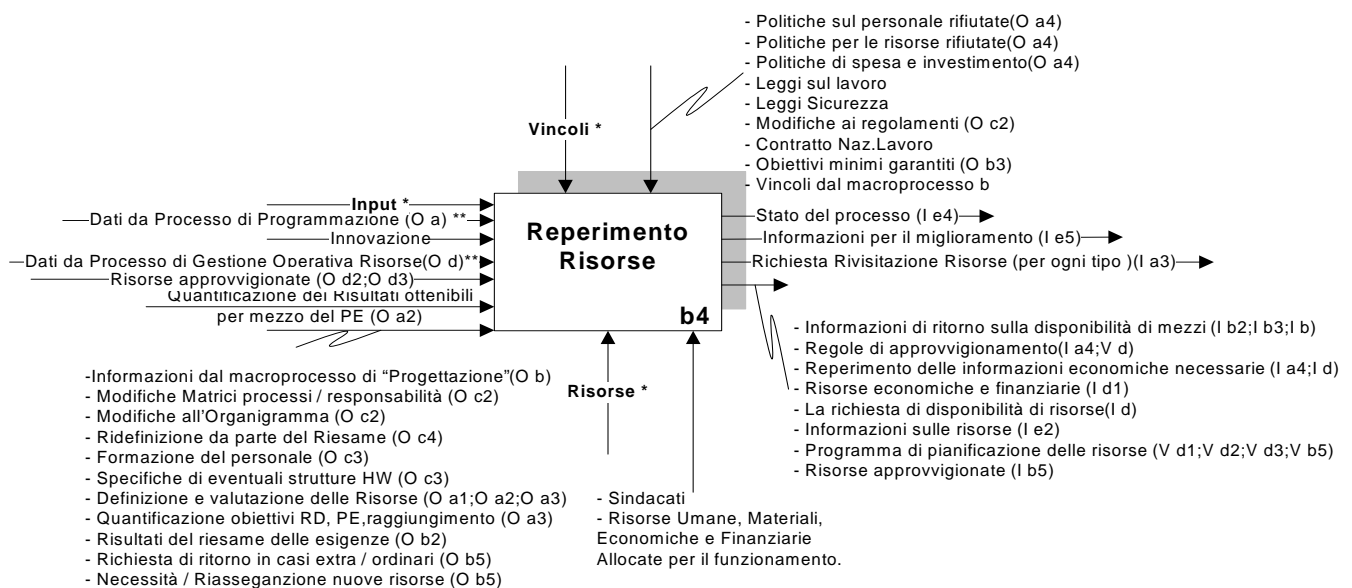 - Politiche sul personale rifiutate(O a4)
- Politiche per le risorse rifiutate(O a4)
- Politiche di spesa e investimento(O a4)
- Leggi sul lavoro
- Leggi Sicurezza
- Modifiche ai regolamenti (O c2)
- Contratto Naz.Lavoro
- Obiettivi minimi garantiti (O b3)
- Vincoli dal macroprocesso b
Vincoli *
Input *
Dati da Processo di Programmazione (O a) **
Innovazione
Dati da Processo di Gestione Operativa Risorse(O d)**
Risorse approvvigionate (O d2;O d3)
Quantificazione dei Risultati ottenibili
per mezzo del PE (O a2)
Reperimento
Risorse
b4
Stato del processo (I e4)
Informazioni per il miglioramento (I e5)
Richiesta Rivisitazione Risorse (per ogni tipo )(I a3)
- Informazioni di ritorno sulla disponibilità di mezzi (I b2;I b3;I b)
- Regole di approvvigionamento(I a4;V d)
- Reperimento delle informazioni economiche necessarie (I a4;I d)
- Risorse economiche e finanziarie (I d1)
- La richiesta di disponibilità di risorse(I d)
- Informazioni sulle risorse (I e2)
- Programma di pianificazione delle risorse (V d1;V d2;V d3;V b5)
- Risorse approvvigionate (I b5)
-Informazioni dal macroprocesso di “Progettazione”(O b)
- Modifiche Matrici processi / responsabilità (O c2)
- Modifiche all'Organigramma (O c2)
- Ridefinizione da parte del Riesame (O c4)
- Formazione del personale (O c3)
- Specifiche di eventuali strutture HW (O c3)
- Definizione e valutazione delle Risorse (O a1;O a2;O a3)
- Quantificazione obiettivi RD, PE,raggiungimento (O a3)
- Risultati del riesame delle esigenze (O b2)
- Richiesta di ritorno in casi extra / ordinari (O b5)
- Necessità / Riasseganzione nuove risorse (O b5)
Risorse *
- Sindacati
- Risorse Umane, Materiali,
Economiche e Finanziarie
Allocate per il funzionamento.